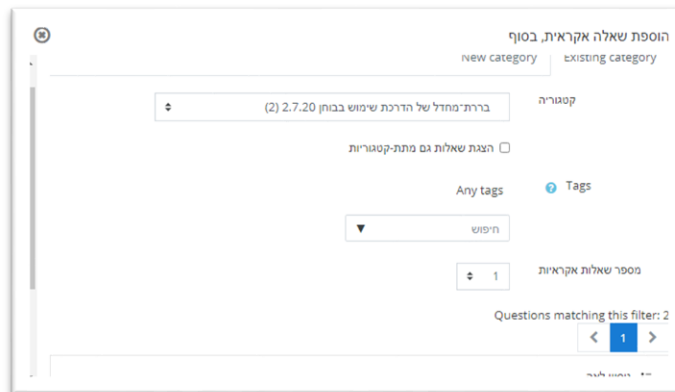 הוספת שאלה אקראית, בסוף
Existing category
New category
קטגוריה
בררת־מחדל של הדרכת שימוש בבוחן 2.7.20 (2)
הצגת שאלות גם מתת-קטגוריות
Tags
Any tags
חיפוש
מספר שאלות אקראיות
1
Questions matching this filter: 2
1